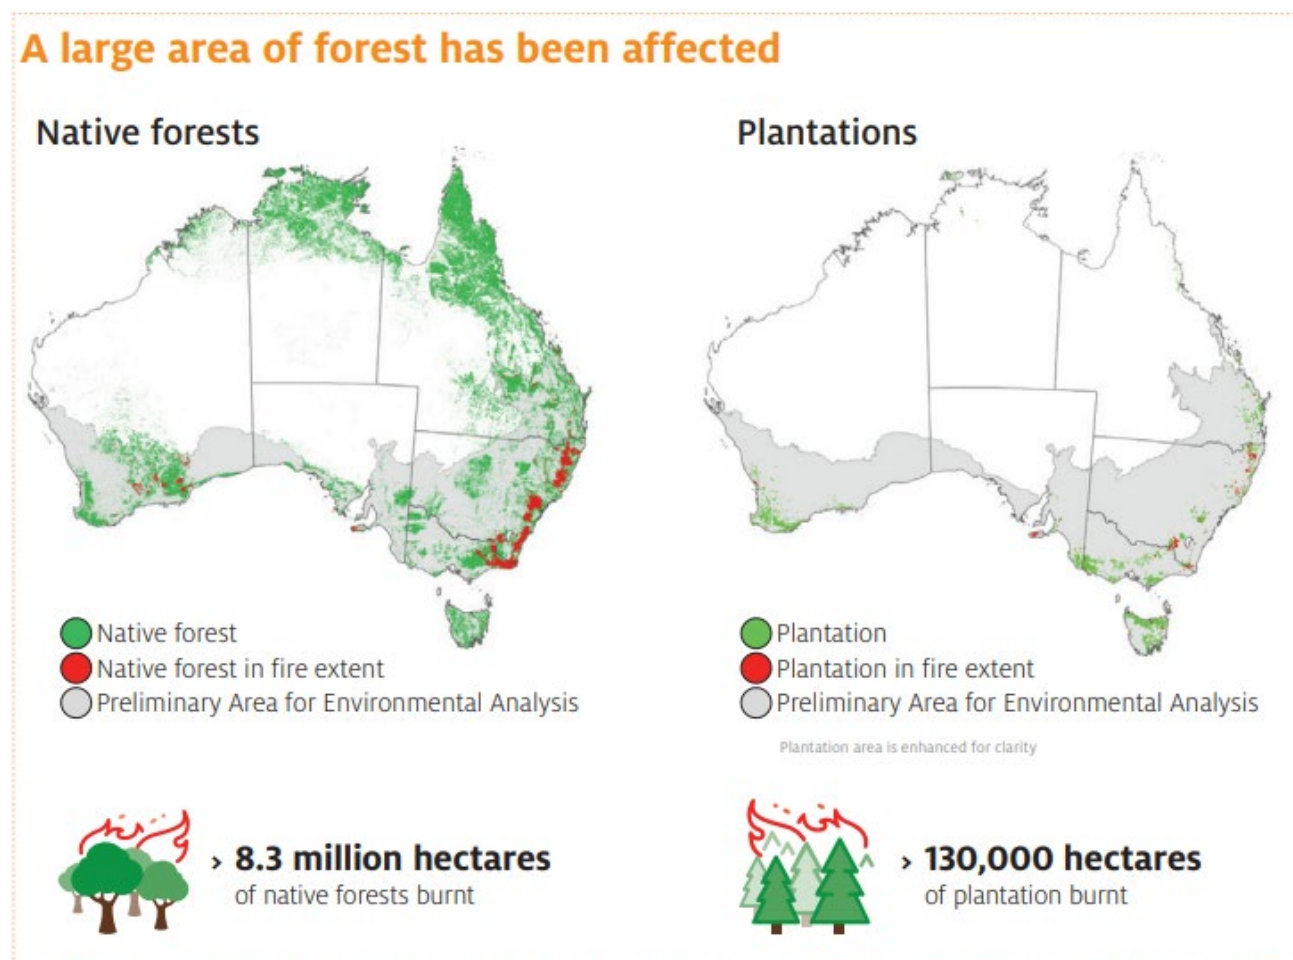 A large area of forest has been affected
Native forests
Native forest
Native forest in fire extent
Preliminary Area for Environmental Analysis
› 8.3 million hectares
of native forests burnt
Plantations
Plantation
Plantation in fire extent
Preliminary Area for Environmental Analysis
Plantation area is enhanced for clarity
› 130,000 hectares
of plantation burnt